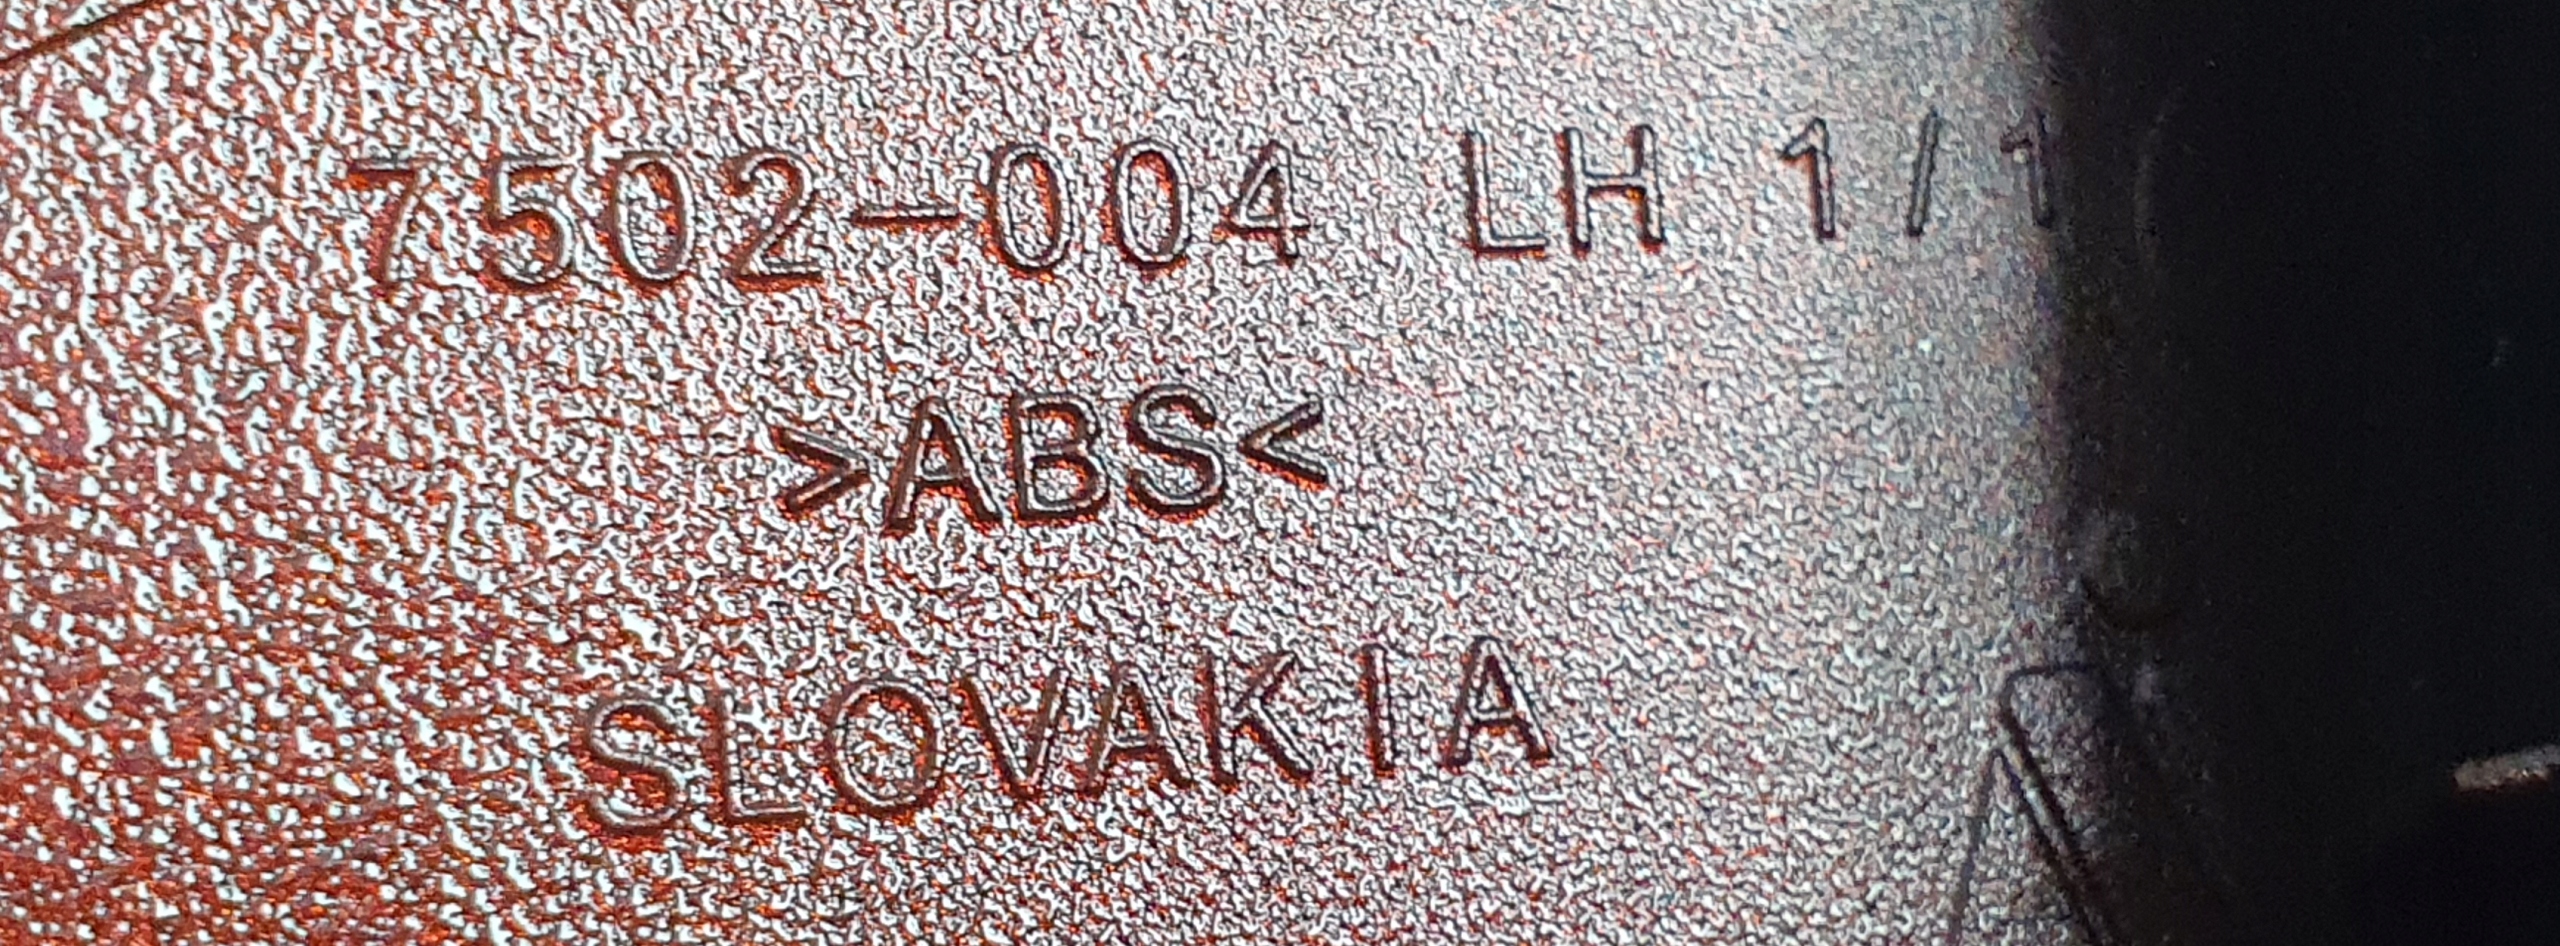 7502-004 LH 1/1
>ABS<
SLOVAKIA